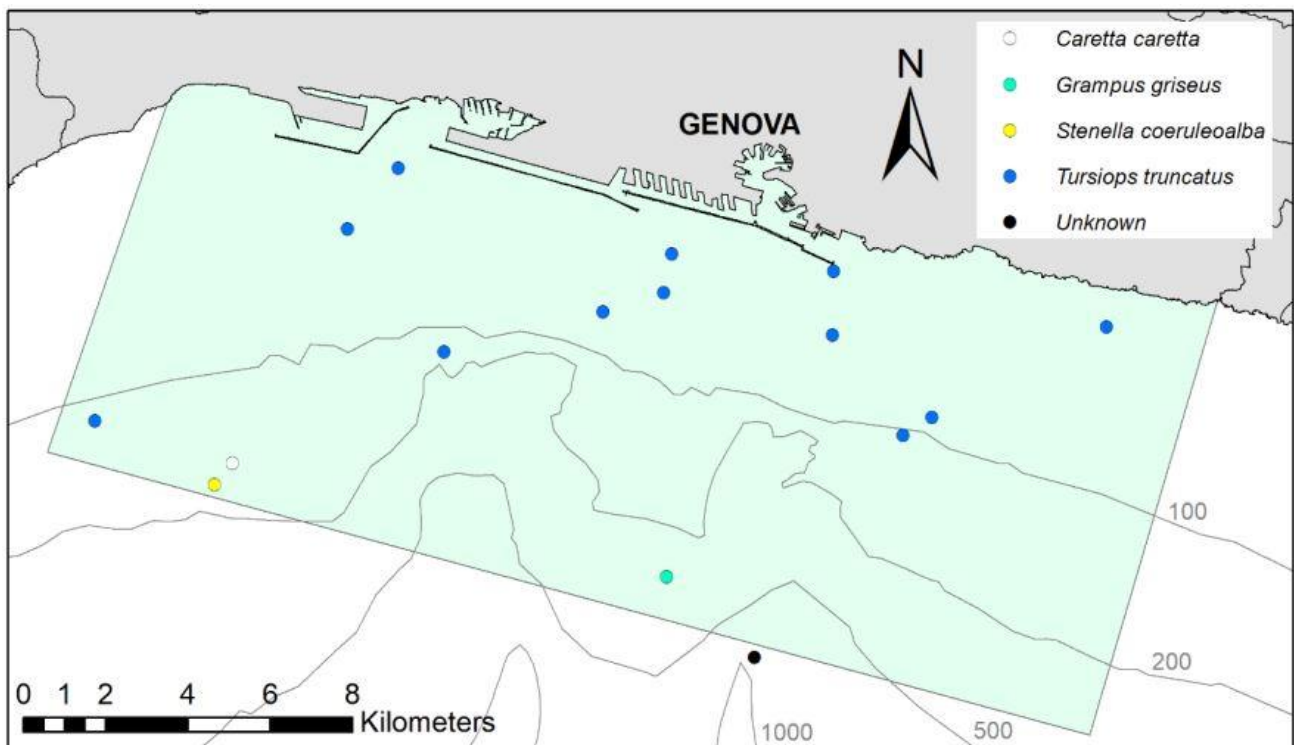 Caretta caretta
Grampus griseus
Stenella coeruleoalba
Tursiops truncatus
Unknown
N
GENOVA
100
200
500
1000
0 1 2 4 6 8
Kilometers